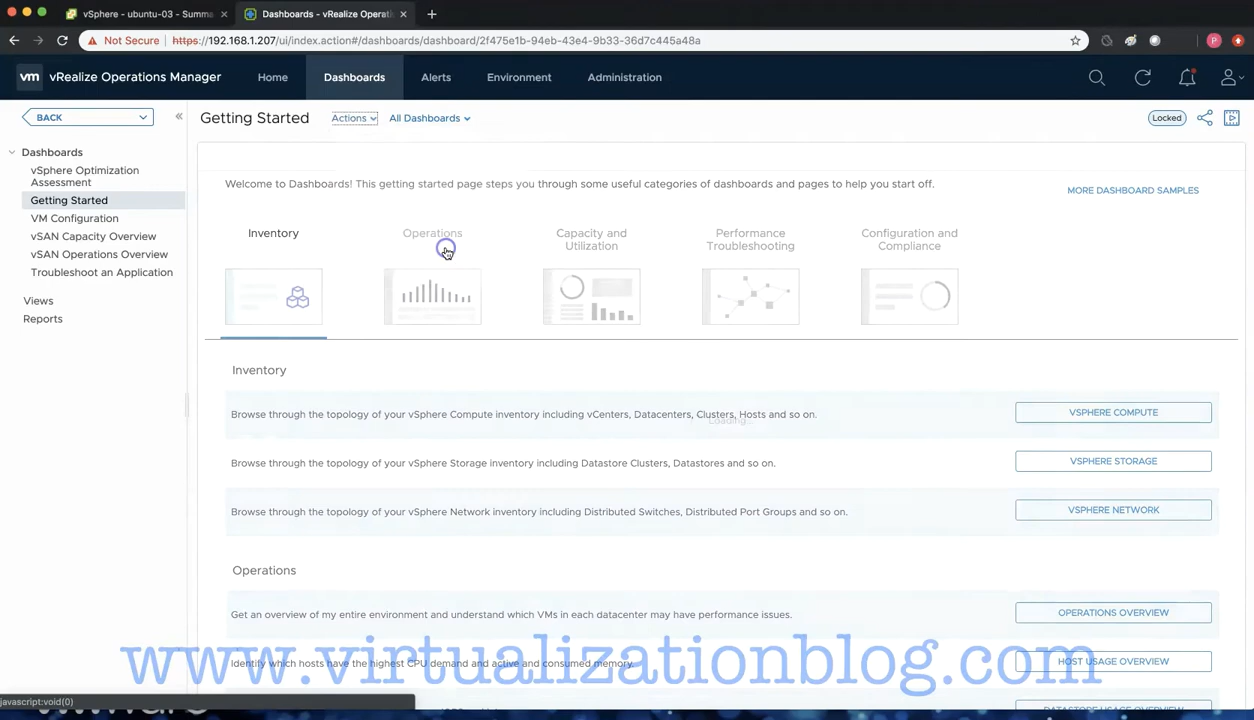 vSphere - ubuntu-03 - Summa
Dashboards - vRealize Operati
Not Secure
https://192.168.1.207/ui/index.action#/dashboards/dashboard/2f475e1b-94eb-43e4-9b33-36d7c445a48a
P
vm
vRealize Operations Manager
Home
Dashboards
Alerts
Environment
Administration
BACK
Getting Started
Actions
All Dashboards
Locked
Dashboards
vSphere Optimization
Assessment
Getting Started
VM Configuration
vSAN Capacity Overview
vSAN Operations Overview
Troubleshoot an Application
Views
Reports
Welcome to Dashboards! This getting started page steps you through some useful categories of dashboards and pages to help you start off.
MORE DASHBOARD SAMPLES
Inventory
Operations
Capacity and
Utilization
Performance
Troubleshooting
Configuration and
Compliance
Inventory
Browse through the topology of your vSphere Compute inventory including vCenters, Datacenters, Clusters, Hosts and so on.
VSPHERE COMPUTE
Loading...
Browse through the topology of your vSphere Storage inventory including Datastore Clusters, Datastores and so on.
VSPHERE STORAGE
Browse through the topology of your vSphere Network inventory including Distributed Switches, Distributed Port Groups and so on.
VSPHERE NETWORK
Operations
Get an overview of my entire environment and understand which VMs in each datacenter may have performance issues.
OPERATIONS OVERVIEW
Identify which hosts have the highest CPU demand and active and consumed memory.
HOST USAGE OVERVIEW
www.virtualizationblog.com
javascript:void(0)
DATASTORE USAGE OVERVIEW